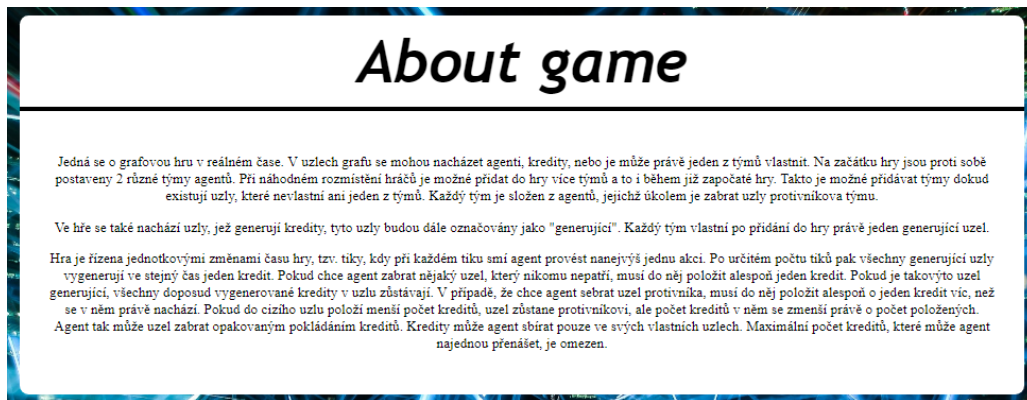 About game
Jedná se o grafovou hru v reálném čase. V uzlech grafu se mohou nacházet agenti, kredity, nebo je může právě jeden z týmů vlastnit. Na začátku hry jsou proti sobě
postaveny 2 různé týmy agentů. Při náhodném rozmístění hráčů je možné přidat do hry více týmů a to i během již započaté hry. Takto je možné přidávat týmy dokud
existují uzly, které nevlastní ani jeden z týmů. Každý tým je složen z agentů, jejichž úkolem je zabrat uzly protivníkova týmu.
Ve hře se také nachází uzly, jež generují kredity, tyto uzly budou dále označovány jako "generující". Každý tým vlastní po přidání do hry právě jeden generující uzel.
Hra je řízena jednotkovými změnami času hry, tzv. tiky, kdy při každém tiku smí agent provést nanejvýš jednu akci. Po určitém počtu tiků pak všechny generující uzly
vygenerují ve stejný čas jeden kredit. Pokud chce agent zabrat nějaký uzel, který nikomu nepatří, musí do něj položit alespoň jeden kredit. Pokud je takovýto uzel
generující, všechny doposud vygenerované kredity v uzlu zůstávají. V případě, že chce agent sebrat uzel protivníka, musí do něj položit alespoň o jeden kredit víc, než
se v něm právě nachází. Pokud do cizího uzlu položí menší počet kreditů, uzel zůstane protivníkovi, ale počet kreditů v něm se zmenší právě o počet položených.
Agent tak může uzel zabrat opakovaným pokládáním kreditů. Kredity může agent sbírat pouze ve svých vlastních uzlech. Maximální počet kreditů, které může agent
najednou přenášet, je omezen.